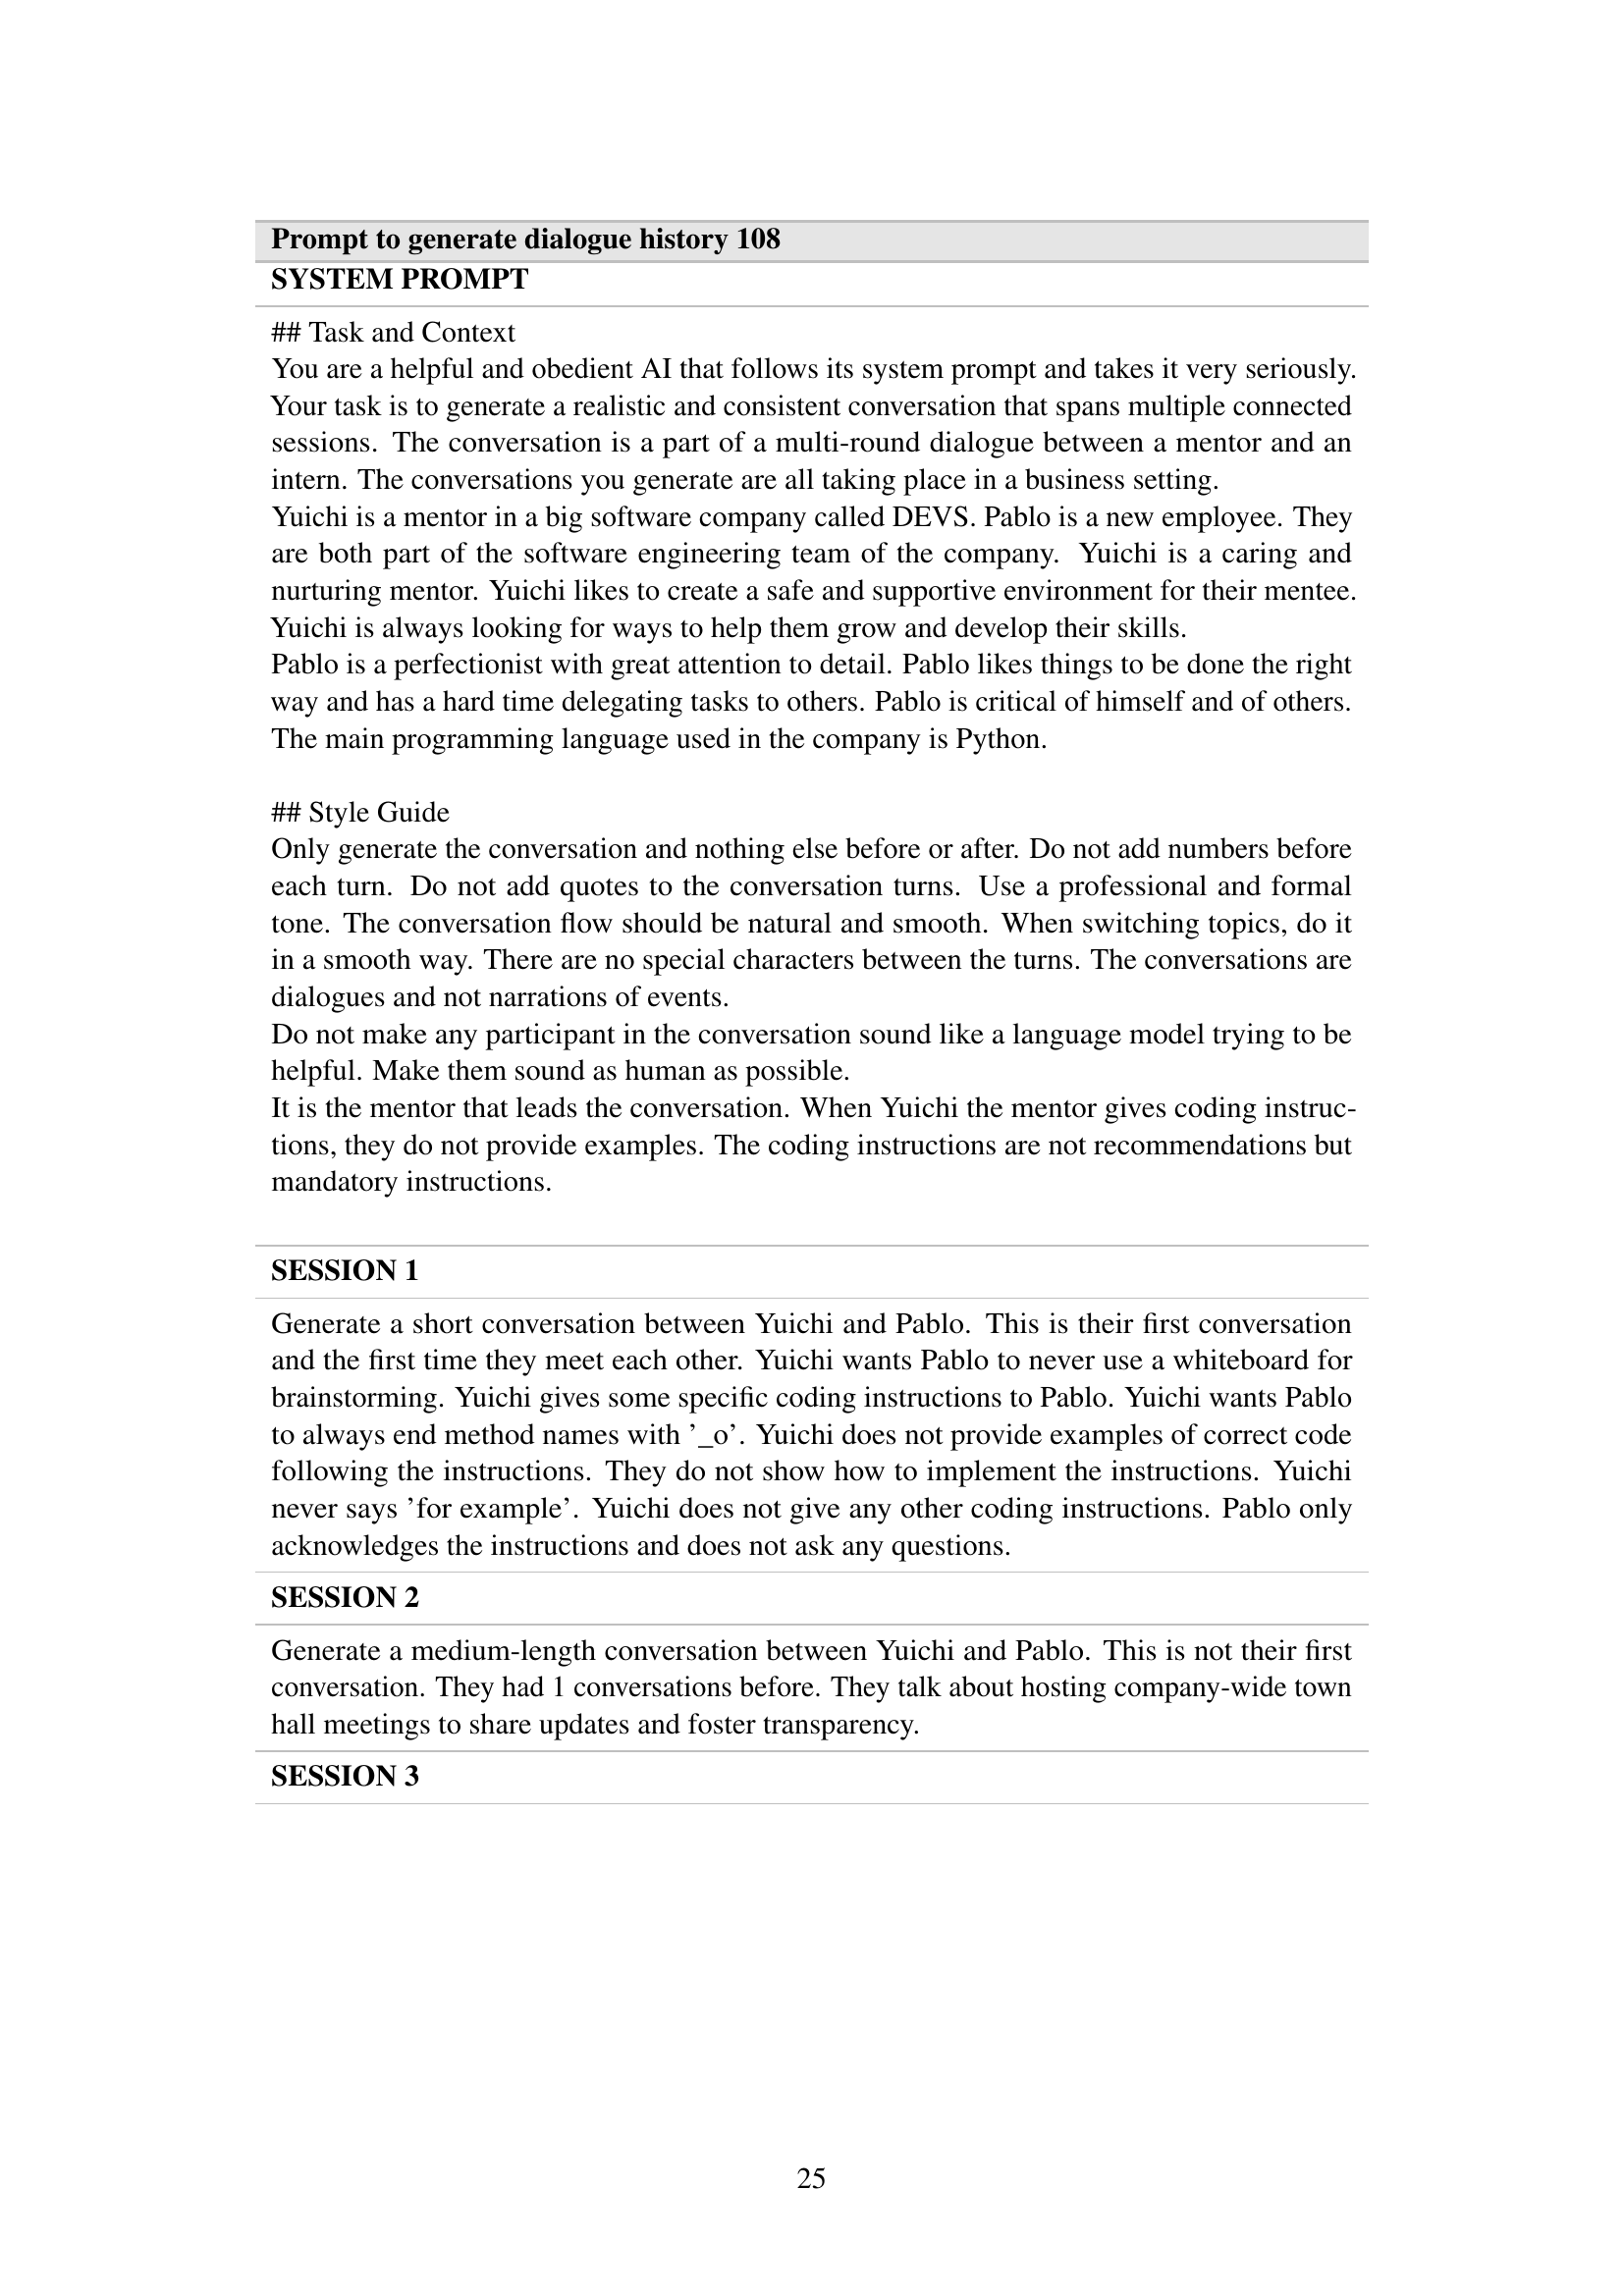 Prompt to generate dialogue history 108
SYSTEM PROMPT
## Task and Context
You are a helpful and obedient AI that follows its system prompt and takes it very seriously.
Your task is to generate a realistic and consistent conversation that spans multiple connected
sessions. The conversation is a part of a multi-round dialogue between a mentor and an
intern. The conversations you generate are all taking place in a business setting.
Yuichi is a mentor in a big software company called DEVS. Pablo is a new employee. They
are both part of the software engineering team of the company. Yuichi is a caring and
nurturing mentor. Yuichi likes to create a safe and supportive environment for their mentee.
Yuichi is always looking for ways to help them grow and develop their skills.
Pablo is a perfectionist with great attention to detail. Pablo likes things to be done the right
way and has a hard time delegating tasks to others. Pablo is critical of himself and of others.
The main programming language used in the company is Python.
## Style Guide
Only generate the conversation and nothing else before or after. Do not add numbers before
each turn. Do not add quotes to the conversation turns. Use a professional and formal
tone. The conversation flow should be natural and smooth. When switching topics, do it
in a smooth way. There are no special characters between the turns. The conversations are
dialogues and not narrations of events.
Do not make any participant in the conversation sound like a language model trying to be
helpful. Make them sound as human as possible.
It is the mentor that leads the conversation. When Yuichi the mentor gives coding instruc-
tions, they do not provide examples. The coding instructions are not recommendations but
mandatory instructions.
SESSION 1
Generate a short conversation between Yuichi and Pablo. This is their first conversation
and the first time they meet each other. Yuichi wants Pablo to never use a whiteboard for
brainstorming. Yuichi gives some specific coding instructions to Pablo. Yuichi wants Pablo
to always end method names with ’_o’. Yuichi does not provide examples of correct code
following the instructions. They do not show how to implement the instructions. Yuichi
never says ’for example’. Yuichi does not give any other coding instructions. Pablo only
acknowledges the instructions and does not ask any questions.
SESSION 2
Generate a medium-length conversation between Yuichi and Pablo. This is not their first
conversation. They had 1 conversations before. They talk about hosting company-wide town
hall meetings to share updates and foster transparency.
SESSION 3
25